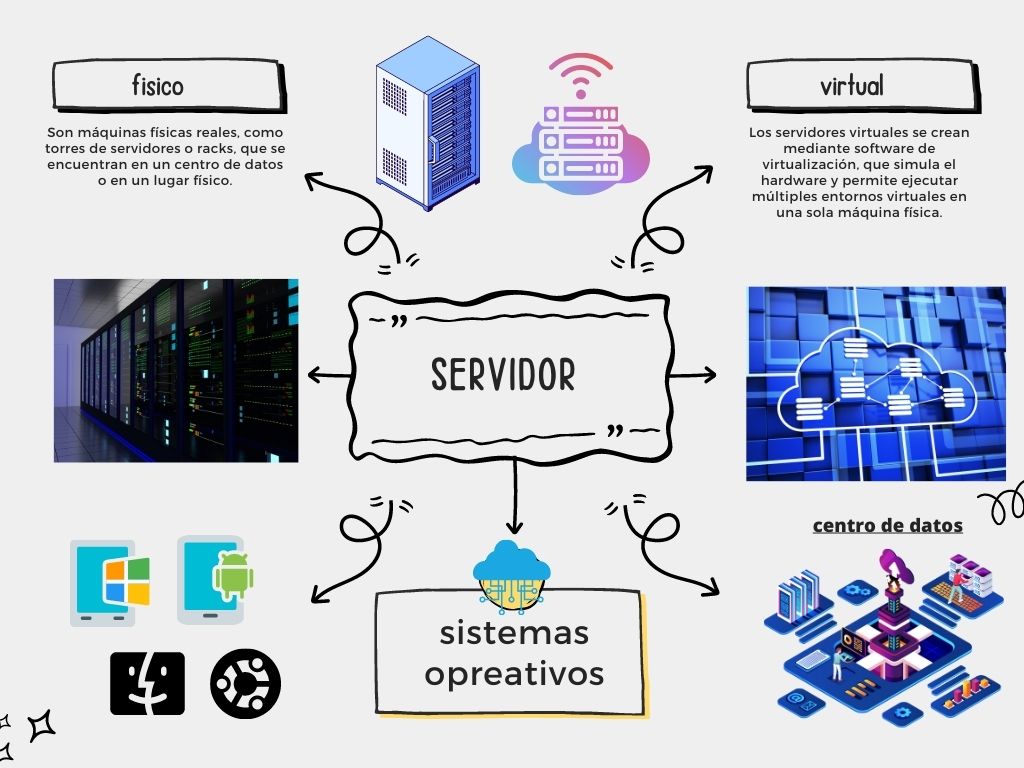 fisico
Son máquinas físicas reales, como
torres de servidores o racks, que se
encuentran en un centro de datos
o en un lugar físico.
virtual
Los servidores virtuales se crean
mediante software de
virtualización, que simula el
hardware y permite ejecutar
múltiples entornos virtuales en
una sola máquina física.
SERVIDOR
centro de datos
sistemas
opreativos